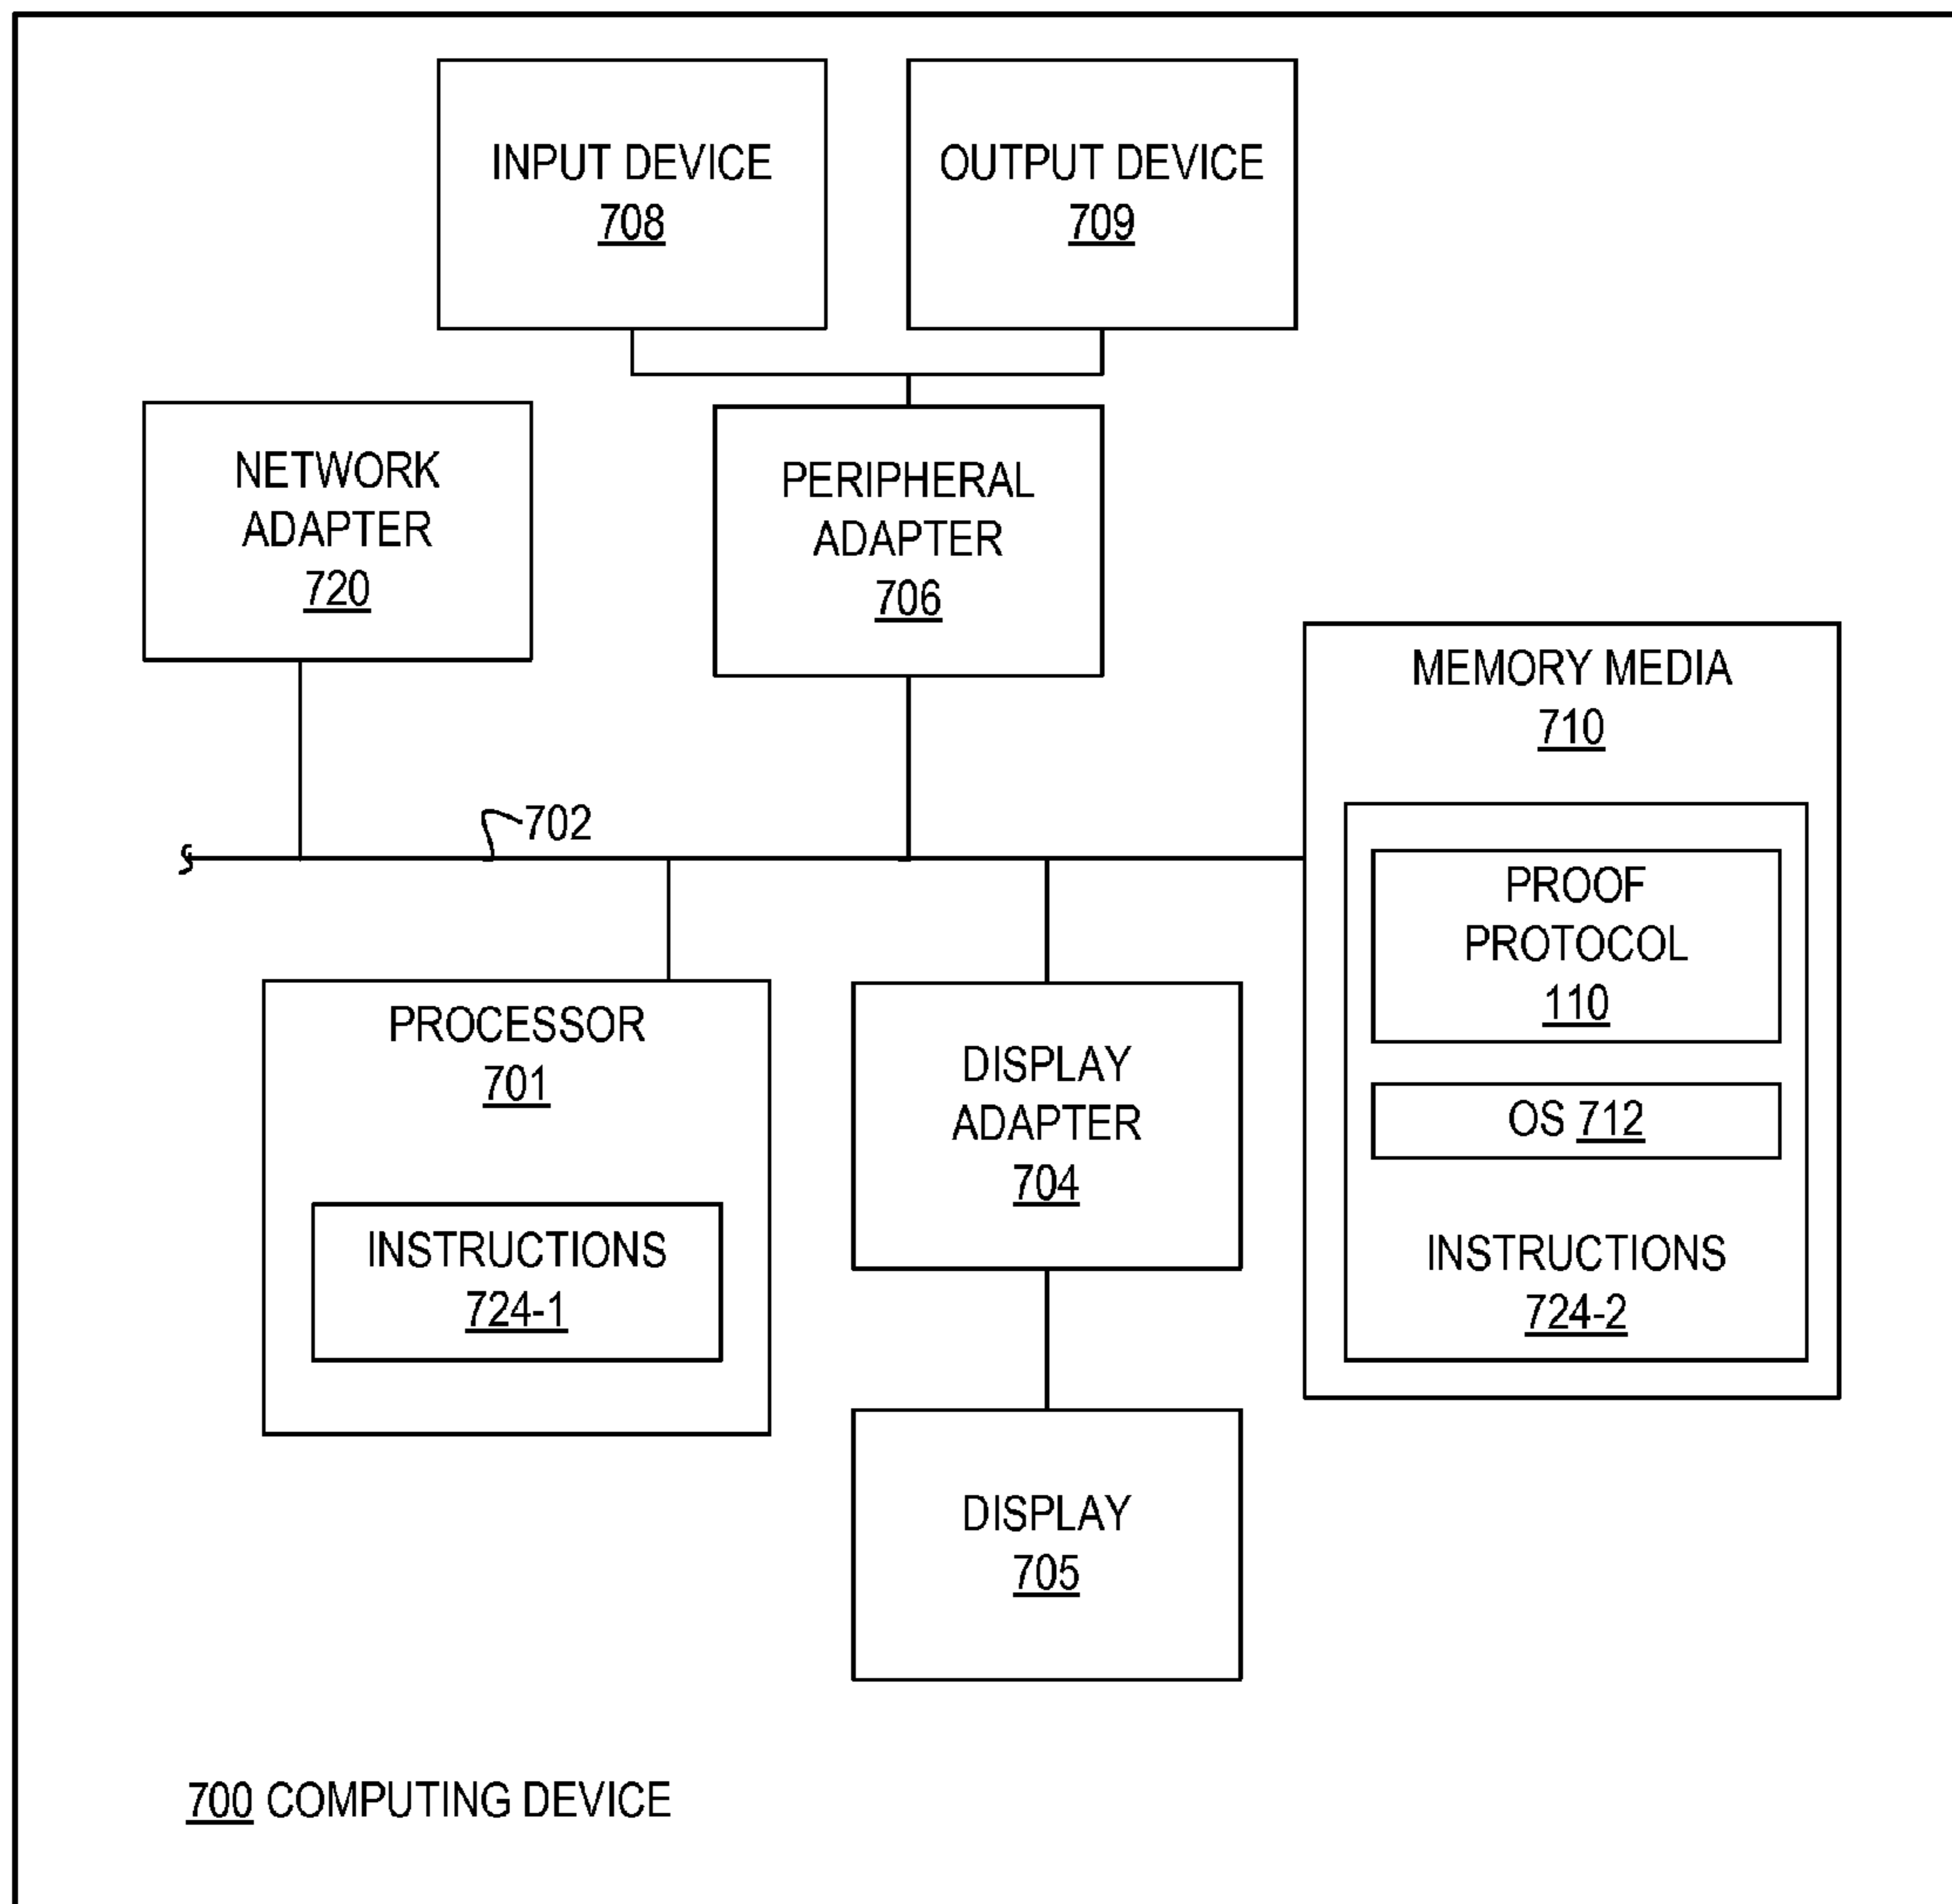 INPUT DEVICE
708
OUTPUT DEVICE
709
NETWORK
ADAPTER
720
PERIPHERAL
ADAPTER
706
MEMORY MEDIA
710
702
PROOF
PROTOCOL
110
OS 712
INSTRUCTIONS
724-2
PROCESSOR
701
INSTRUCTIONS
724-1
DISPLAY
ADAPTER
704
DISPLAY
705
700 COMPUTING DEVICE